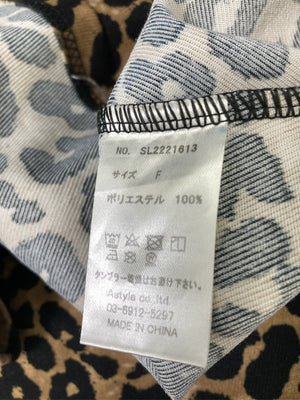 NO. SL2221613
サイズ F
ポリエステル 100%
タンブラー乾燥はお避け下さい
Astyle co.,ltd.
03-6912-5297
MADE IN CHINA